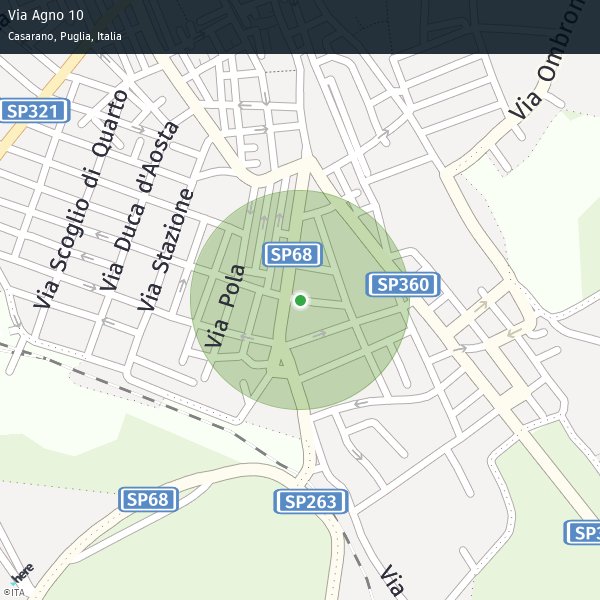 Via Agno 10
Casarano, Puglia, Italia
Via Ombron
SP321
Via Scoglio di Quarto
Via Duca d'Aosta
Via Stazione
Via Pola
SP68
SP360
SP68
SP263
SP3
Via
here
©ITA